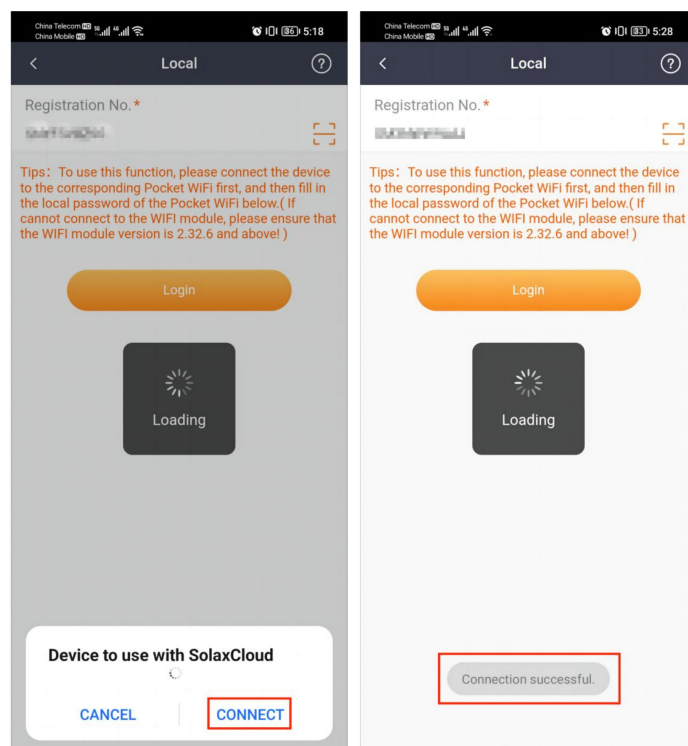 China Telecom HD 5G 4G
China Mobile HD
86 5:18
Local
?
Registration No. *
Tips: To use this function, please connect the device
to the corresponding Pocket WiFi first, and then fill in
the local password of the Pocket WiFi below.( If
cannot connect to the WIFI module, please ensure that
the WIFI module version is 2.32.6 and above! )
Login
Loading
Device to use with SolaxCloud
CANCEL
CONNECT
China Telecom HD 5G 4G
China Mobile HD
83 5:28
Local
?
Registration No. *
Tips: To use this function, please connect the device
to the corresponding Pocket WiFi first, and then fill in
the local password of the Pocket WiFi below.( If
cannot connect to the WIFI module, please ensure that
the WIFI module version is 2.32.6 and above! )
Login
Loading
Connection successful.